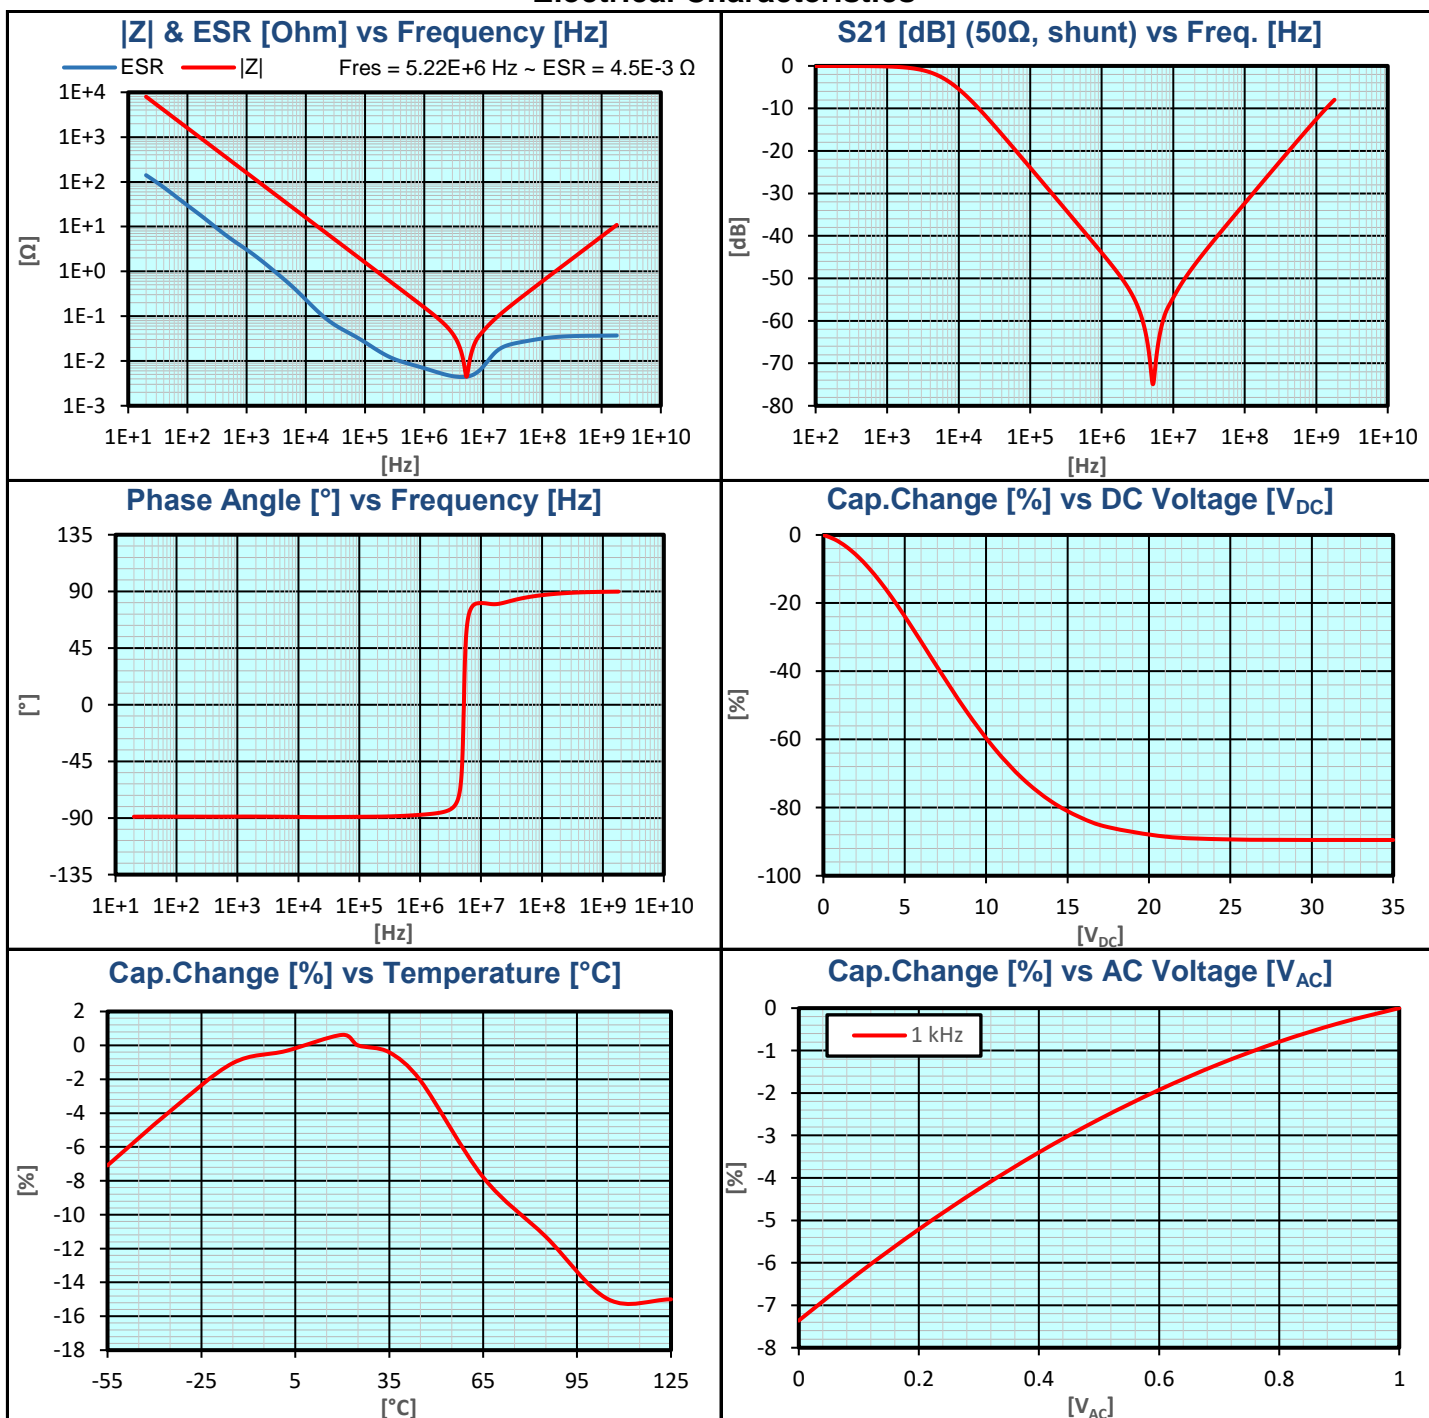 Electrical Characteristics
|Z| & ESR [Ohm] vs Frequency [Hz]
ESR |Z| Fres = 5.22E+6 Hz ~ ESR = 4.5E-3 Ω
1E+4
1E+3
1E+2
1E+1
1E+0
1E-1
1E-2
1E-3
[Ω]
1E+1 1E+2 1E+3 1E+4 1E+5 1E+6 1E+7 1E+8 1E+9 1E+10
[Hz]
S21 [dB] (50Ω, shunt) vs Freq. [Hz]
0
-10
-20
-30
-40
-50
-60
-70
-80
[dB]
1E+2 1E+3 1E+4 1E+5 1E+6 1E+7 1E+8 1E+9 1E+10
[Hz]
Phase Angle [°] vs Frequency [Hz]
135
90
45
0
-45
-90
-135
[°]
1E+1 1E+2 1E+3 1E+4 1E+5 1E+6 1E+7 1E+8 1E+9 1E+10
[Hz]
Cap.Change [%] vs DC Voltage [VDC]
0
-20
-40
-60
-80
-100
[%]
0 5 10 15 20 25 30 35
[VDC]
Cap.Change [%] vs Temperature [°C]
2
0
-2
-4
-6
-8
-10
-12
-14
-16
-18
[%]
-55 -25 5 35 65 95 125
[°C]
Cap.Change [%] vs AC Voltage [VAC]
1 kHz
0
-1
-2
-3
-4
-5
-6
-7
-8
[%]
0 0.2 0.4 0.6 0.8 1
[VAC]